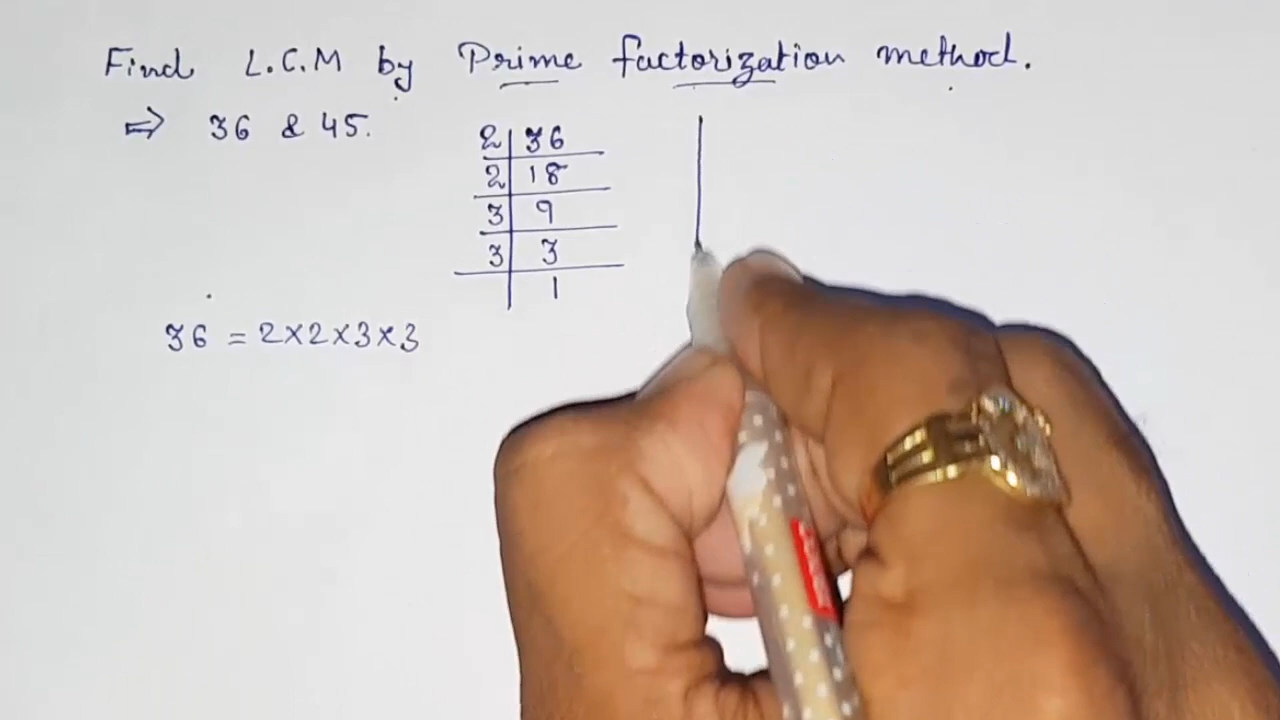 Find L.C.M by Prime factorization method.
⇒ 36 & 45.
2 | 36
2 | 18
3 | 9
3 | 3
| 1
36 = 2×2×3×3